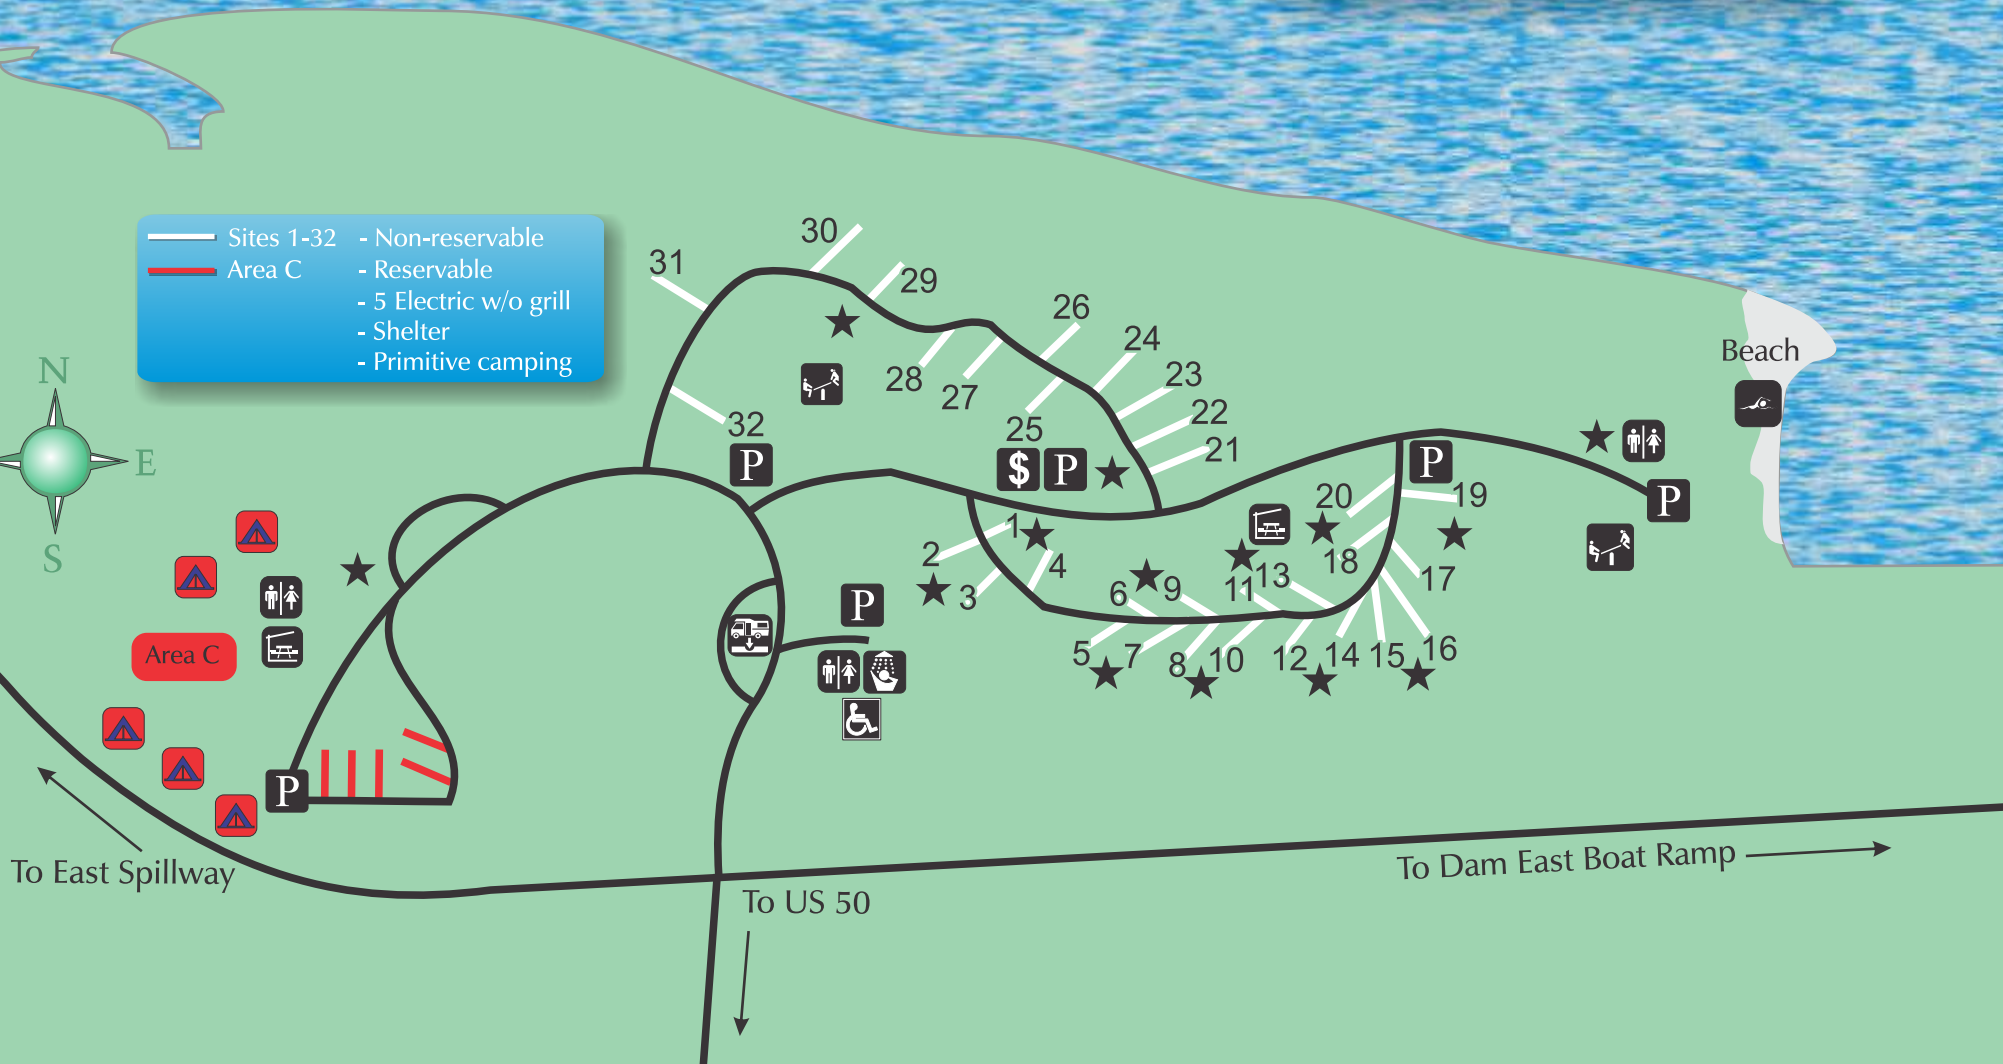 Sites 1-32 - Non-reservable
Area C - Reservable
- 5 Electric w/o grill
- Shelter
- Primitive camping
N
E
S
30
31
29
26
24
23
22
21
28
27
25
32
P
$ P
Beach
P
P
20
19
1
2
4
3
18
17
6
9
11
13
5
7
8
10
12
14
15
16
P
Area C
P
To East Spillway
To US 50
To Dam East Boat Ramp